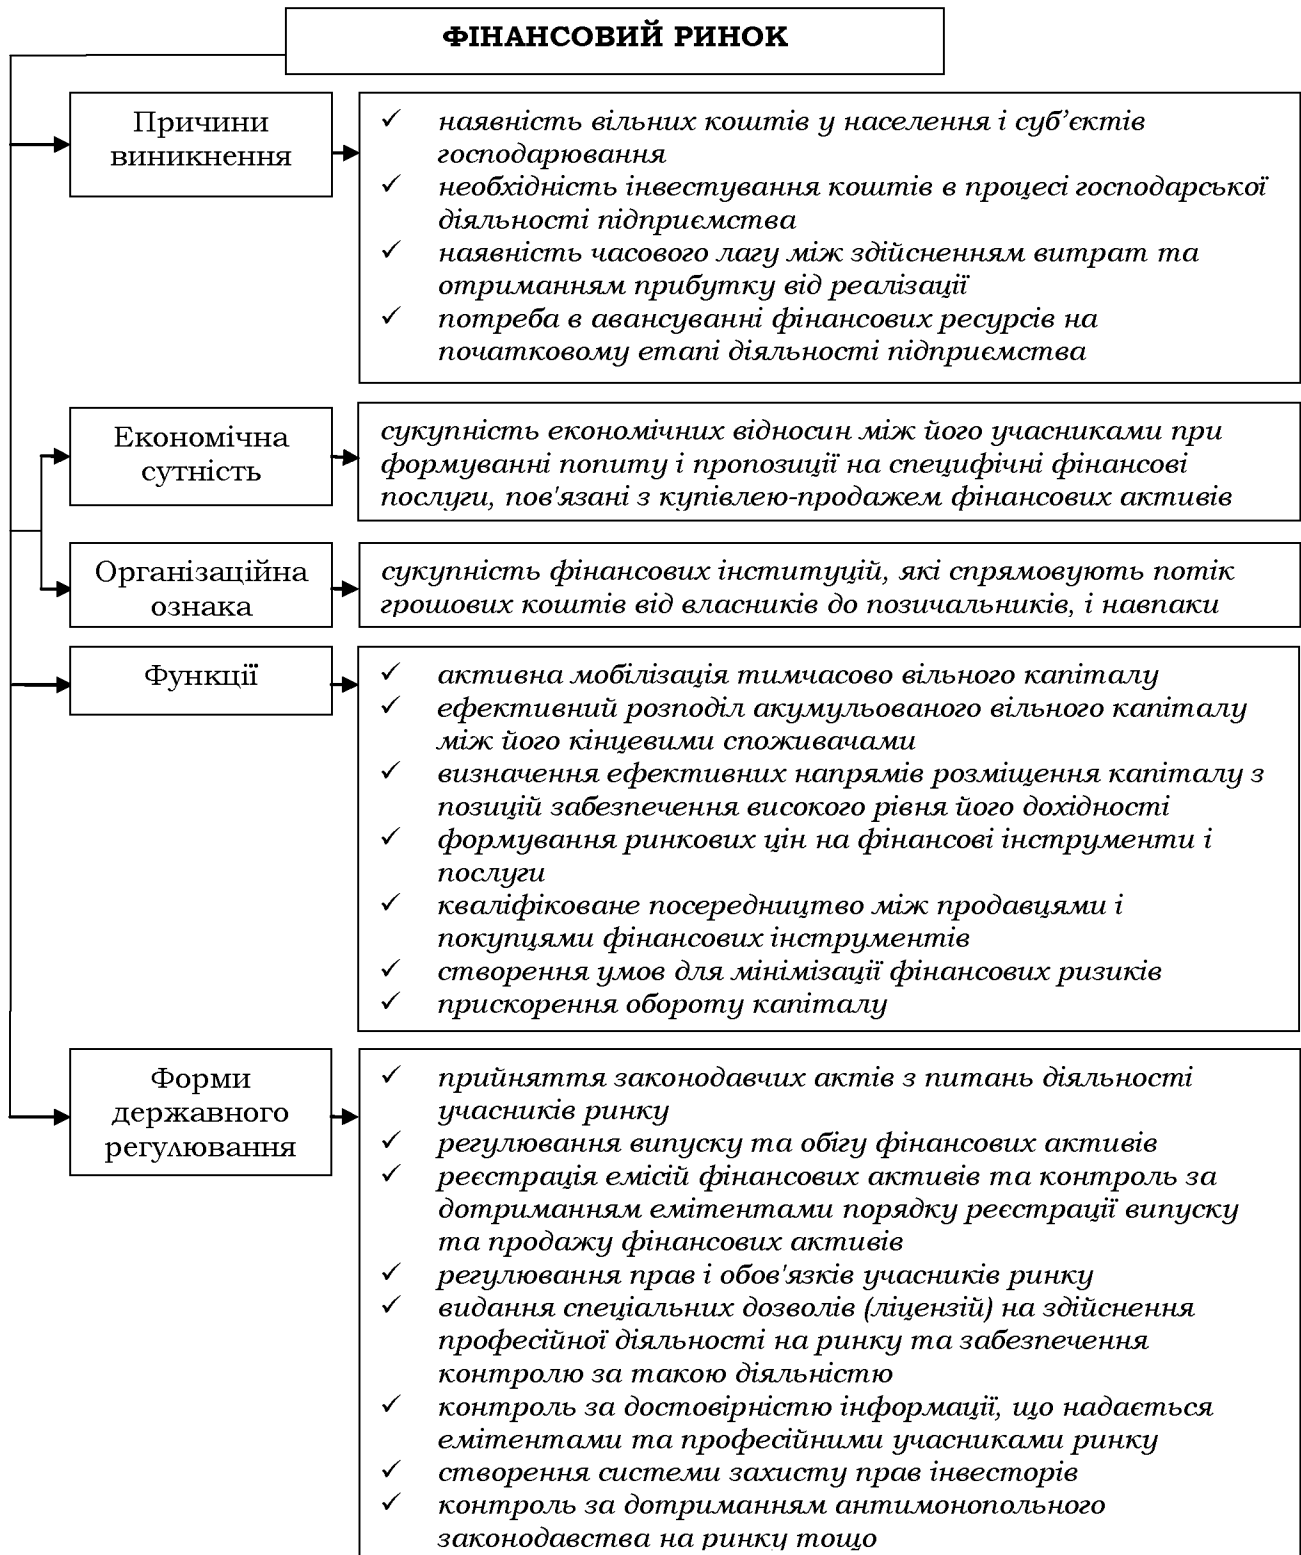 ФІНАНСОВИЙ РИНОК
Причини
виникнення
✓ наявність вільних коштів у населення і суб’єктів
господарювання
✓ необхідність інвестування коштів в процесі господарської
діяльності підприємства
✓ наявність часового лагу між здійсненням витрат та
отриманням прибутку від реалізації
✓ потреба в авансуванні фінансових ресурсів на
початковому етапі діяльності підприємства
Економічна
сутність
сукупність економічних відносин між його учасниками при
формуванні попиту і пропозиції на специфічні фінансові
послуги, пов'язані з купівлею-продажем фінансових активів
Організаційна
ознака
сукупність фінансових інституцій, які спрямовують потік
грошових коштів від власників до позичальників, і навпаки
Функції
✓ активна мобілізація тимчасово вільного капіталу
✓ ефективний розподіл акумульованого вільного капіталу
між його кінцевими споживачами
✓ визначення ефективних напрямів розміщення капіталу з
позицій забезпечення високого рівня його дохідності
✓ формування ринкових цін на фінансові інструменти і
послуги
✓ кваліфіковане посередництво між продавцями і
покупцями фінансових інструментів
✓ створення умов для мінімізації фінансових ризиків
✓ прискорення обороту капіталу
Форми
державного
регулювання
✓ прийняття законодавчих актів з питань діяльності
учасників ринку
✓ регулювання випуску та обігу фінансових активів
✓ реєстрація емісій фінансових активів та контроль за
дотриманням емітентами порядку реєстрації випуску
та продажу фінансових активів
✓ регулювання прав і обов'язків учасників ринку
✓ видання спеціальних дозволів (ліцензій) на здійснення
професійної діяльності на ринку та забезпечення
контролю за такою діяльністю
✓ контроль за достовірністю інформації, що надається
емітентами та професійними учасниками ринку
✓ створення системи захисту прав інвесторів
✓ контроль за дотриманням антимонопольного
законодавства на ринку тощо